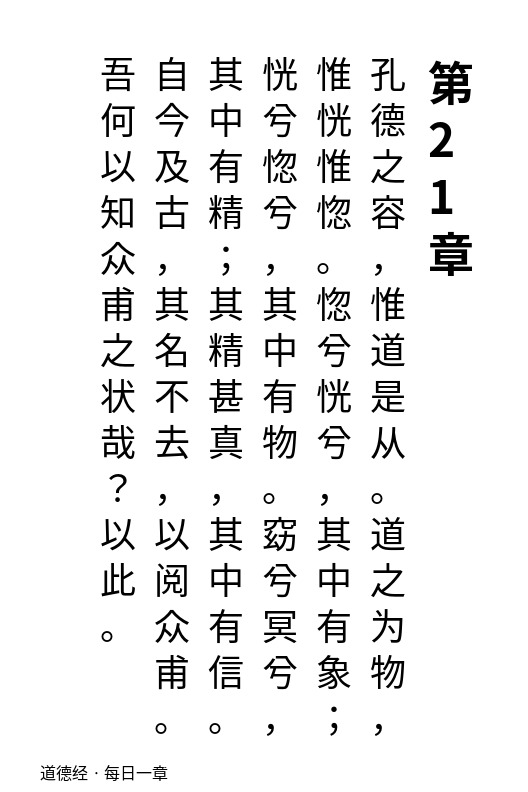 第21章
孔德之容，惟道是从。道之为物，
惟恍惟惚。惚兮恍兮，其中有象；
恍兮惚兮，其中有物。窈兮冥兮，
其中有精；其精甚真，其中有信。
自今及古，其名不去，以阅众甫。
吾何以知众甫之状哉？以此。
道德经 · 每日一章